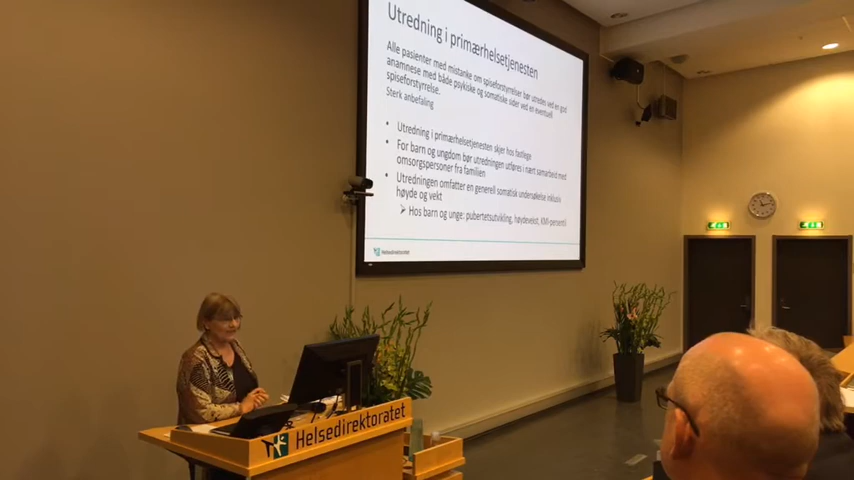 Utredning i primærhelsetjenesten
Alle pasienter med mistanke om spiseforstyrrelser bør utredes ved en god
anamnese med både psykiske og somatiske sider ved en eventuell
spiseforstyrrelse.
Sterk anbefaling
• Utredning i primærhelsetjenesten skjer hos fastlege
• For barn og ungdom bør utredningen utføres i nært samarbeid med
omsorgspersoner fra familien
• Utredningen omfatter en generell somatisk undersøkelse inklusiv
høyde og vekt
➢ Hos barn og unge: pubertetsutvikling, høydevekst, KMI-persentil
Helsedirektoratet
Helsedirektoratet